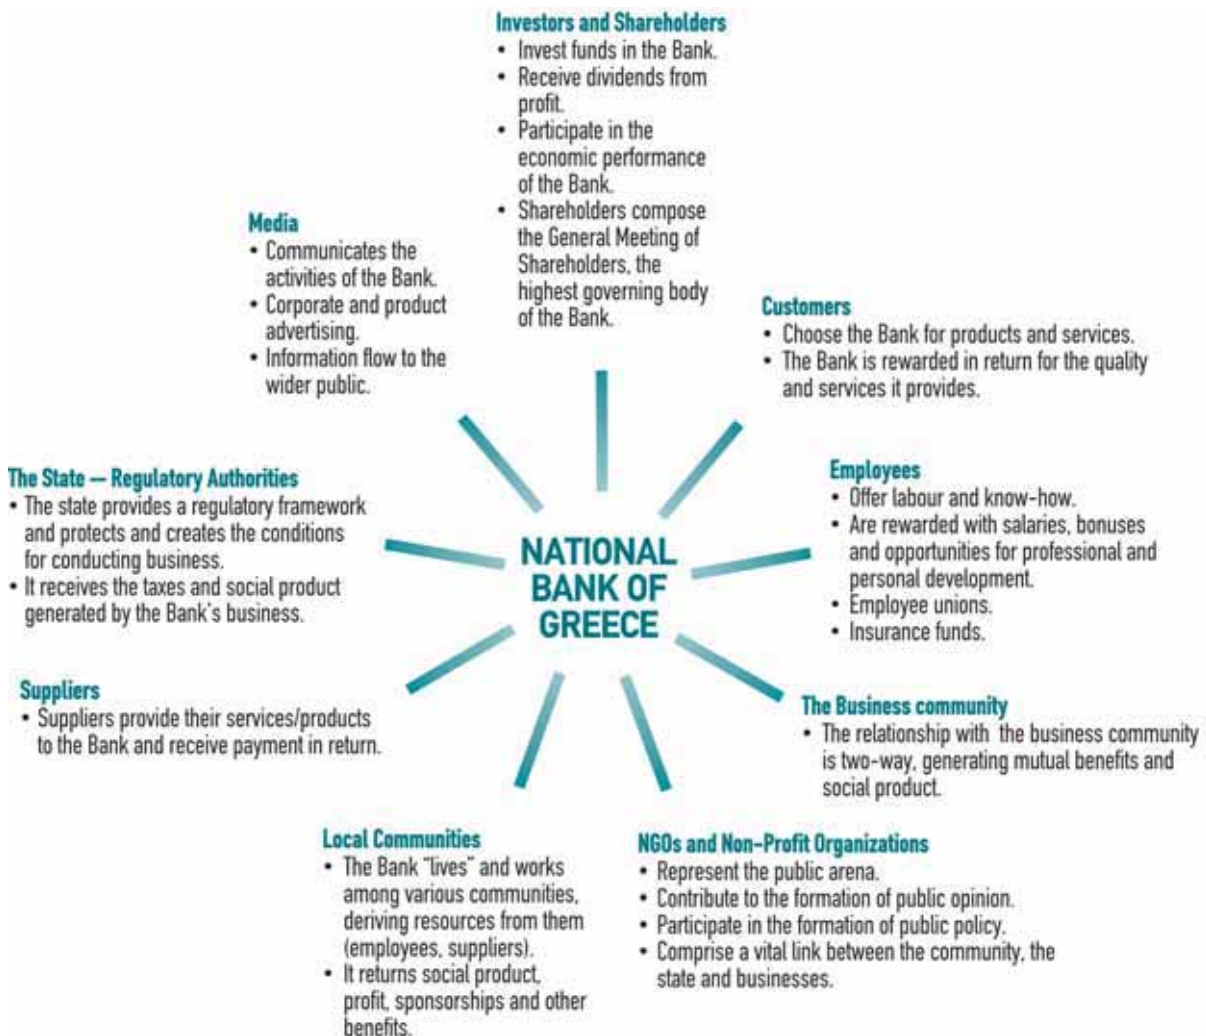 Investors and Shareholders
• Invest funds in the Bank.
• Receive dividends from
profit.
• Participate in the
economic performance
of the Bank.
• Shareholders compose
the General Meeting of
Shareholders, the
highest governing body
of the Bank.
Media
• Communicates the
activities of the Bank.
• Corporate and product
advertising.
• Information flow to the
wider public.
Customers
• Choose the Bank for products and services.
• The Bank is rewarded in return for the quality
and services it provides.
The State – Regulatory Authorities
• The state provides a regulatory framework
and protects and creates the conditions
for conducting business.
• It receives the taxes and social product
generated by the Bank's business.
NATIONAL
BANK OF
GREECE
Employees
• Offer labour and know-how.
• Are rewarded with salaries, bonuses
and opportunities for professional and
personal development.
• Employee unions.
• Insurance funds.
Suppliers
• Suppliers provide their services/products
to the Bank and receive payment in return.
The Business community
• The relationship with the business community
is two-way, generating mutual benefits and
social product.
Local Communities
• The Bank "lives" and works
among various communities,
deriving resources from them
(employees, suppliers).
• It returns social product,
profit, sponsorships and other
benefits.
NGOs and Non-Profit Organizations
• Represent the public arena.
• Contribute to the formation of public opinion.
• Participate in the formation of public policy.
• Comprise a vital link between the community, the
state and businesses.